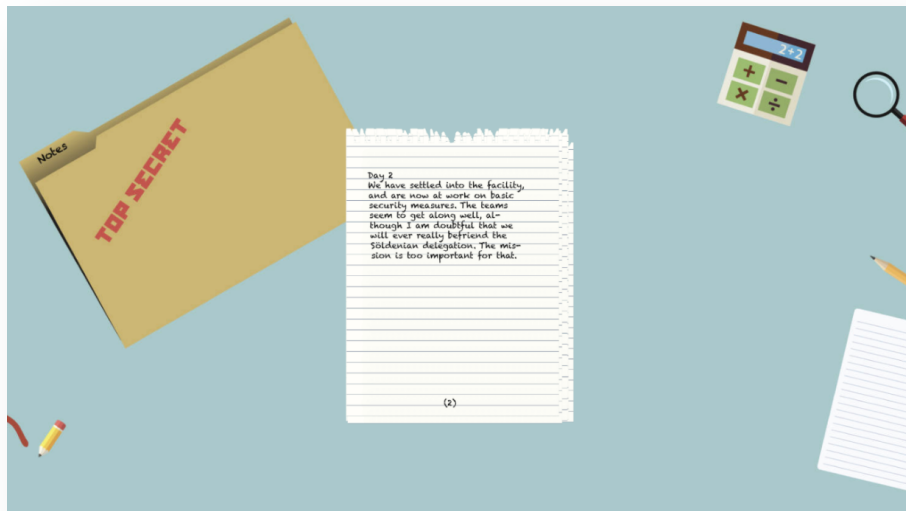 Notes
TOP SECRET
2+2
+ −
× ÷
Day 2
We have settled into the facility,
and are now at work on basic
security measures. The teams
seem to get along well, al-
though I am doubtful that we
will ever really befriend the
Söldenian delegation. The mis-
sion is too important for that.
(2)